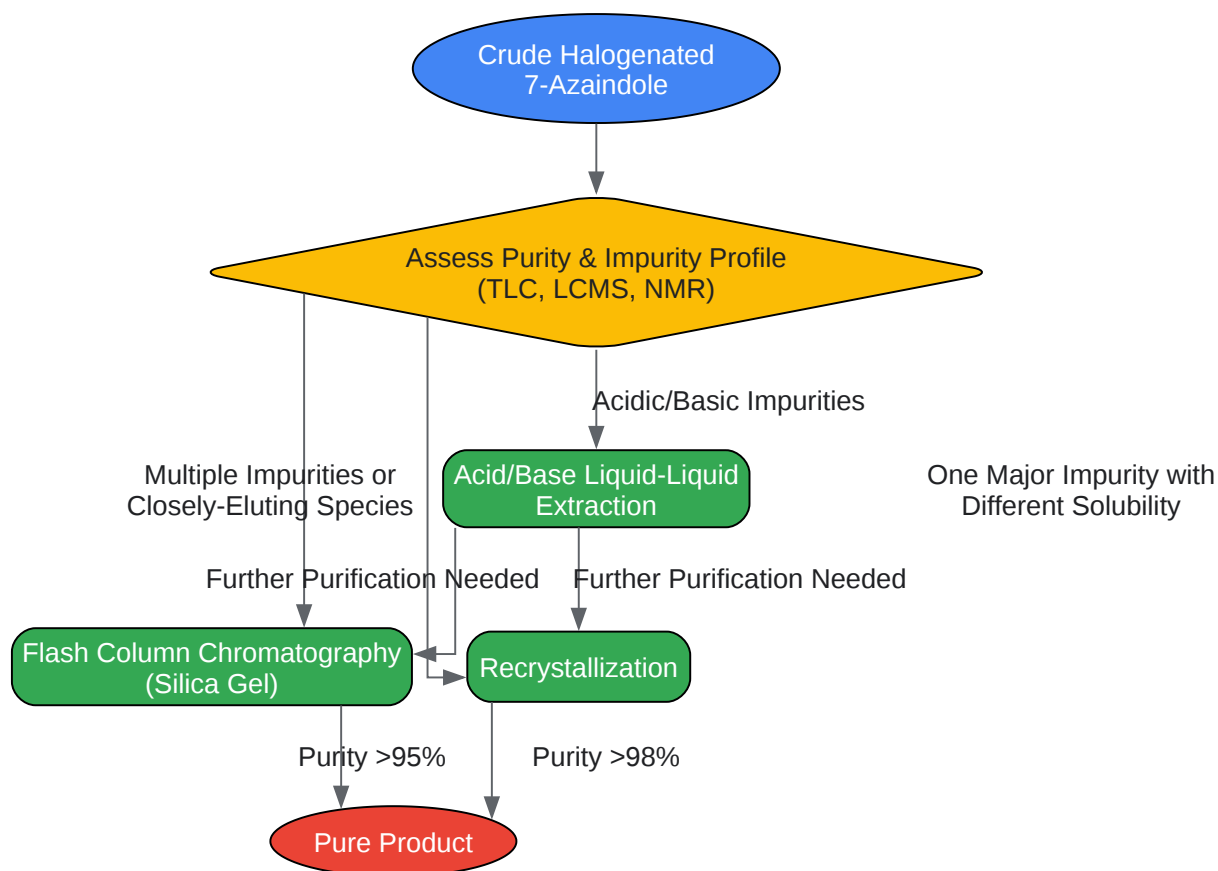 Crude Halogenated
7-Azaindole
Assess Purity & Impurity Profile
(TLC, LCMS, NMR)
Acidic/Basic Impurities
Multiple Impurities or
Closely-Eluting Species
Acid/Base Liquid-Liquid
Extraction
One Major Impurity with
Different Solubility
Further Purification Needed
Further Purification Needed
Flash Column Chromatography
(Silica Gel)
Recrystallization
Purity >95%
Purity >98%
Pure Product